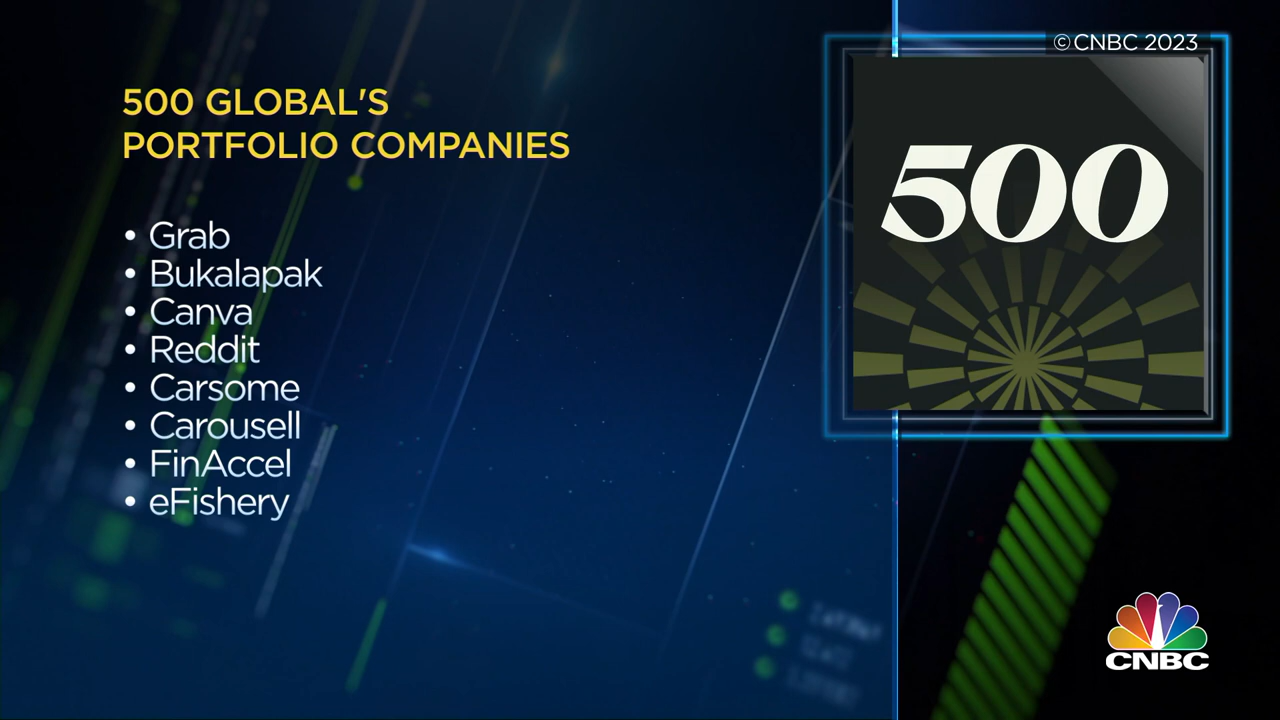 © CNBC 2023
500 GLOBAL'S
PORTFOLIO COMPANIES
• Grab
• Bukalapak
• Canva
• Reddit
• Carsome
• Carousell
• FinAccel
• eFishery
500
CNBC